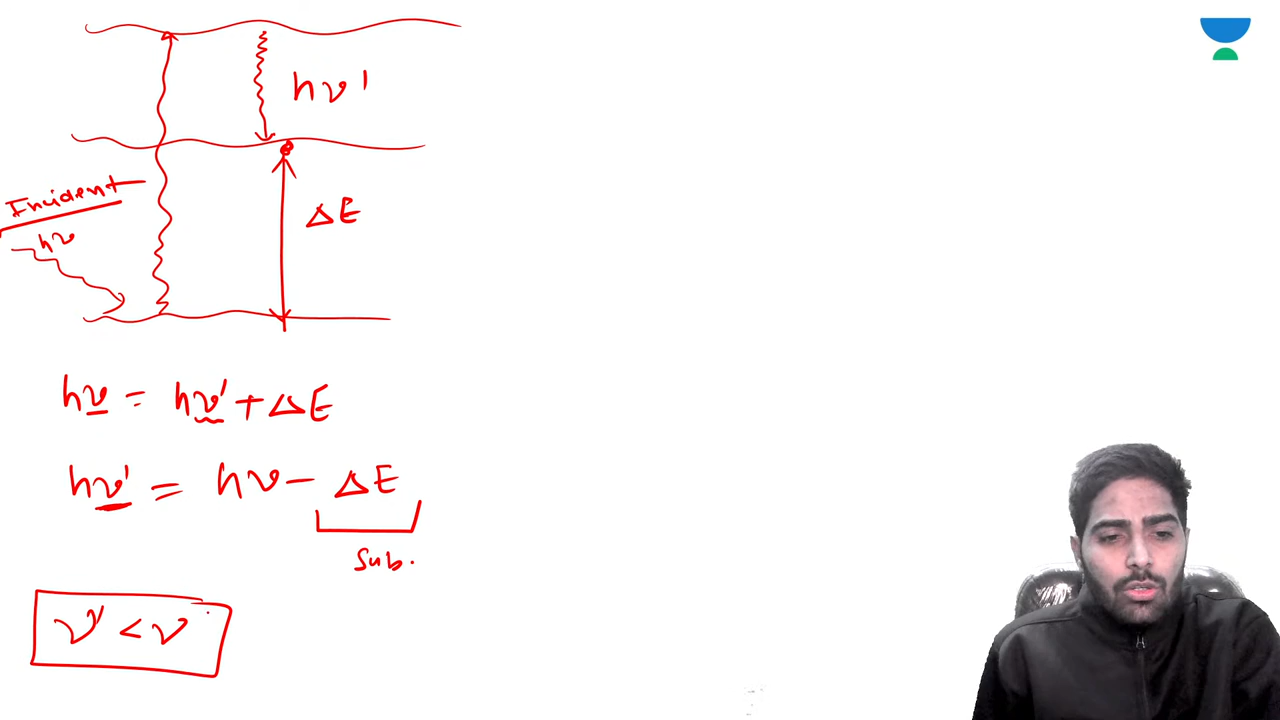 hν'
ΔE
Incident
hν
hν = hν' + ΔE
hν' = hν - ΔE
Sub.
ν' < ν